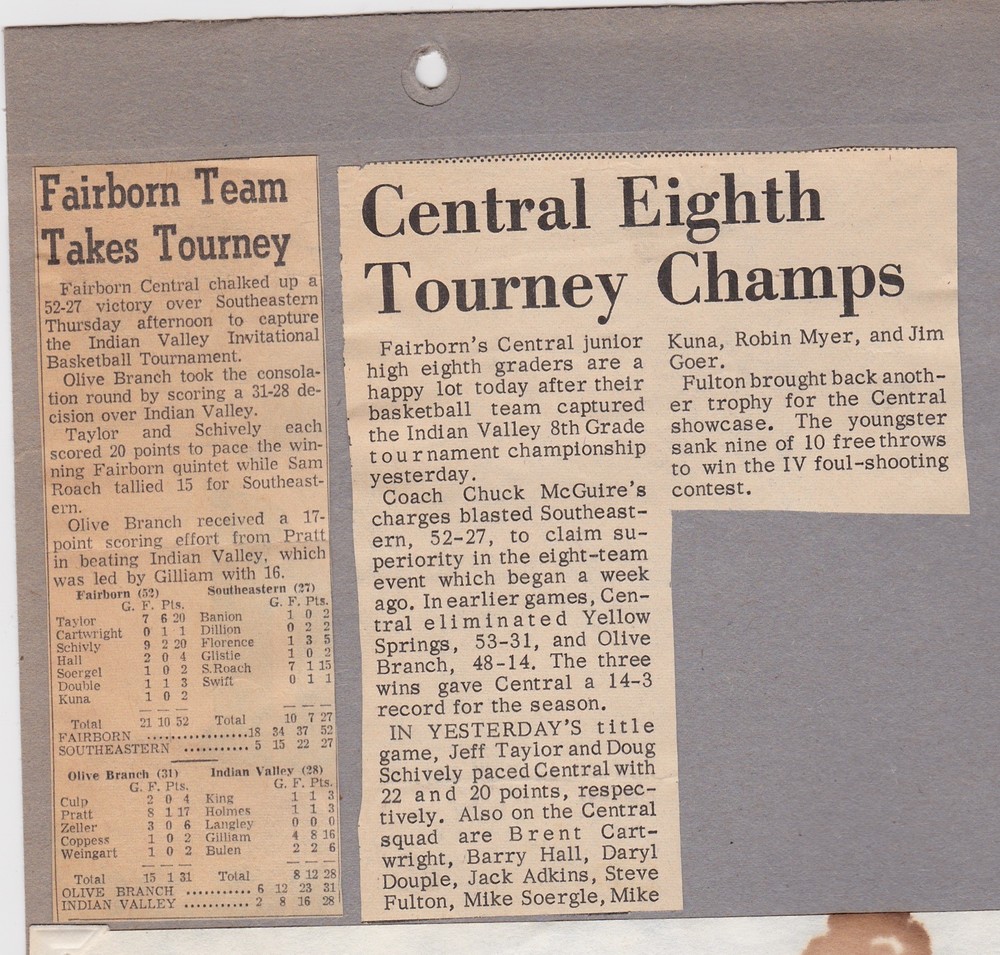 Fairborn Team
Takes Tourney
Fairborn Central chalked up a
52-27 victory over Southeastern
Thursday afternoon to capture
the Indian Valley Invitational
Basketball Tournament.
Olive Branch took the consola-
tion round by scoring a 31-28 de-
cision over Indian Valley.
Taylor and Schively each
scored 20 points to pace the win-
ning Fairborn quintet while Sam
Roach tallied 15 for Southeast-
ern.
Olive Branch received a 17-
point scoring effort from Pratt
in beating Indian Valley, which
was led by Gilliam with 16.
Fairborn (52)
G. F. Pts.
Taylor 7 6 20
Cartwright 0 1 1
Schivly 9 2 20
Hall 2 0 4
Soergel 1 0 2
Double 1 1 3
Kuna 1 0 2
— — —
Total 21 10 52
Southeastern (27)
G. F. Pts.
Banion 1 0 2
Dillion 0 2 2
Florence 1 3 5
Glistie 1 0 2
S.Roach 7 1 15
Swift 0 1 1
— — —
Total 10 7 27
FAIRBORN ..................18 34 37 52
SOUTHEASTERN ........... 5 15 22 27
Olive Branch (31)
G. F. Pts.
Culp 2 0 4
Pratt 8 1 17
Zeller 3 0 6
Coppess 1 0 2
Weingart 1 0 2
— — —
Total 15 1 31
Indian Valley (28)
G. F. Pts.
King 1 1 3
Holmes 1 1 3
Langley 0 0 0
Gilliam 4 8 16
Bulen 2 2 6
— — —
Total 8 12 28
OLIVE BRANCH ........... 6 12 23 31
INDIAN VALLEY ........... 2 8 16 28
Central Eighth
Tourney Champs
Fairborn's Central junior
high eighth graders are a
happy lot today after their
basketball team captured
the Indian Valley 8th Grade
tournament championship
yesterday.
Coach Chuck McGuire's
charges blasted Southeast-
ern, 52-27, to claim su-
periority in the eight-team
event which began a week
ago. In earlier games, Cen-
tral eliminated Yellow
Springs, 53-31, and Olive
Branch, 48-14. The three
wins gave Central a 14-3
record for the season.
IN YESTERDAY'S title
game, Jeff Taylor and Doug
Schively paced Central with
22 and 20 points, respec-
tively. Also on the Central
squad are Brent Cart-
wright, Barry Hall, Daryl
Douple, Jack Adkins, Steve
Fulton, Mike Soergle, Mike
Kuna, Robin Myer, and Jim
Goer.
Fulton brought back anoth-
er trophy for the Central
showcase. The youngster
sank nine of 10 freethrows
to win the IV foul-shooting
contest.